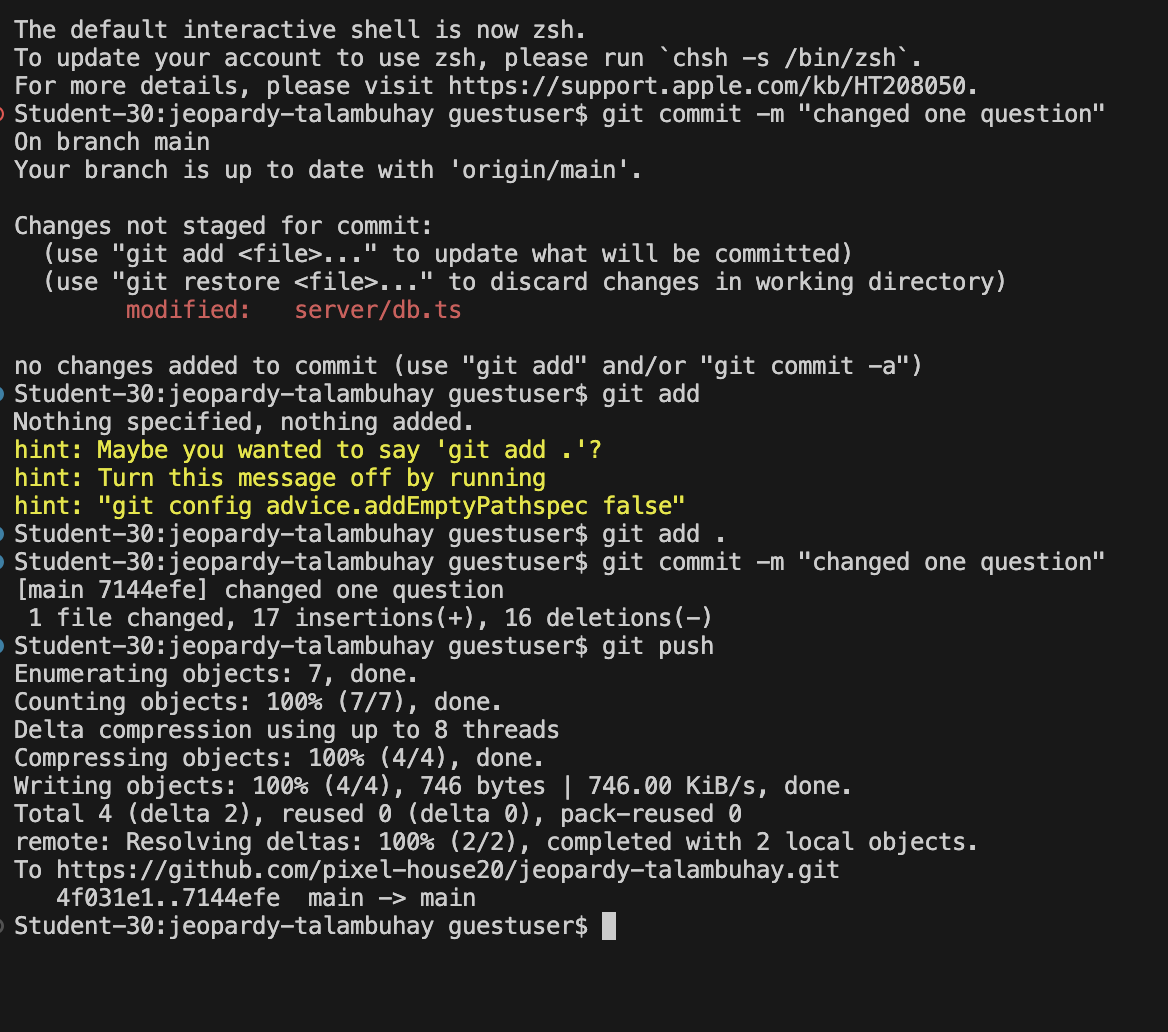 The default interactive shell is now zsh.
To update your account to use zsh, please run `chsh -s /bin/zsh`.
For more details, please visit https://support.apple.com/kb/HT208050.
Student-30:jeopardy-talambuhay guestuser$ git commit -m "changed one question"
On branch main
Your branch is up to date with 'origin/main'.

Changes not staged for commit:
  (use "git add <file>..." to update what will be committed)
  (use "git restore <file>..." to discard changes in working directory)
        modified:   server/db.ts

no changes added to commit (use "git add" and/or "git commit -a")
Student-30:jeopardy-talambuhay guestuser$ git add
Nothing specified, nothing added.
hint: Maybe you wanted to say 'git add .'?
hint: Turn this message off by running
hint: "git config advice.addEmptyPathspec false"
Student-30:jeopardy-talambuhay guestuser$ git add .
Student-30:jeopardy-talambuhay guestuser$ git commit -m "changed one question"
[main 7144efe] changed one question
 1 file changed, 17 insertions(+), 16 deletions(-)
Student-30:jeopardy-talambuhay guestuser$ git push
Enumerating objects: 7, done.
Counting objects: 100% (7/7), done.
Delta compression using up to 8 threads
Compressing objects: 100% (4/4), done.
Writing objects: 100% (4/4), 746 bytes | 746.00 KiB/s, done.
Total 4 (delta 2), reused 0 (delta 0), pack-reused 0
remote: Resolving deltas: 100% (2/2), completed with 2 local objects.
To https://github.com/pixel-house20/jeopardy-talambuhay.git
   4f031e1..7144efe  main -> main
Student-30:jeopardy-talambuhay guestuser$